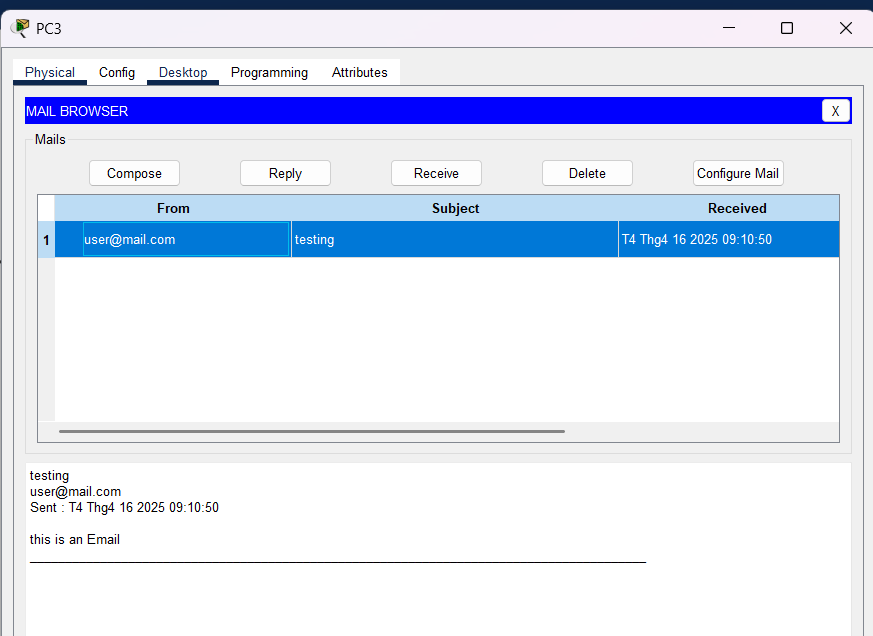 PC3
Physical Config Desktop Programming Attributes
MAIL BROWSER X
Mails
Compose Reply Receive Delete Configure Mail
From Subject Received
1 user@mail.com testing T4 Thg4 16 2025 09:10:50
testing
user@mail.com
Sent : T4 Thg4 16 2025 09:10:50
this is an Email